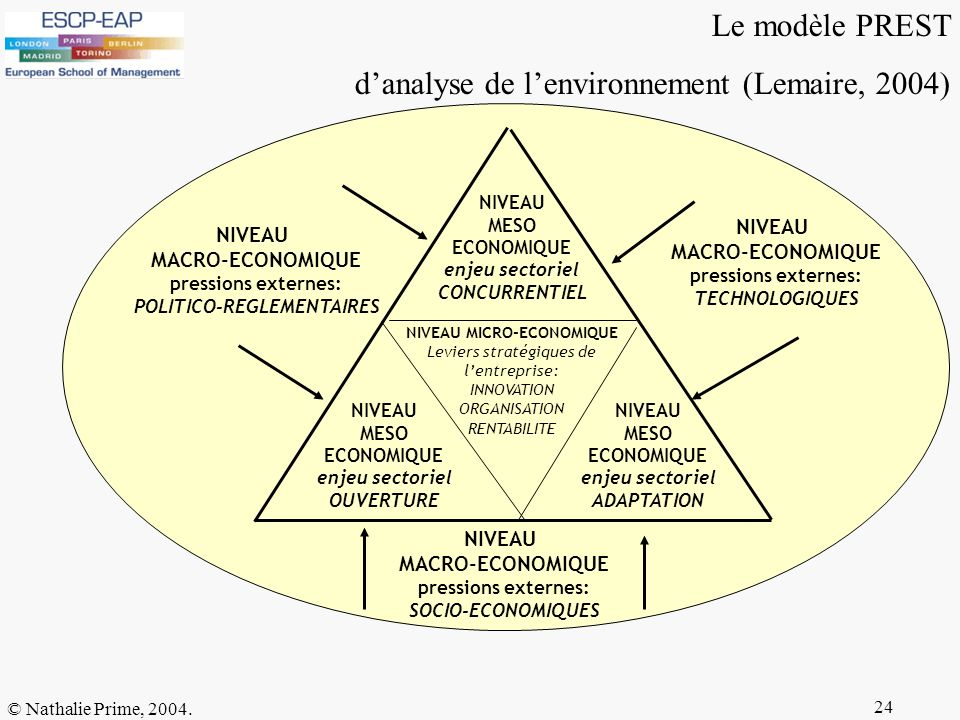 ESCP-EAP
LONDON PARIS BERLIN
MADRID TORINO
European School of Management
Le modèle PREST
d’analyse de l’environnement (Lemaire, 2004)
NIVEAU
MACRO-ECONOMIQUE
pressions externes:
POLITICO-REGLEMENTAIRES
NIVEAU
MESO
ECONOMIQUE
enjeu sectoriel
CONCURRENTIEL
NIVEAU
MACRO-ECONOMIQUE
pressions externes:
TECHNOLOGIQUES
NIVEAU MICRO-ECONOMIQUE
Leviers stratégiques de
l’entreprise:
INNOVATION
ORGANISATION
RENTABILITE
NIVEAU
MESO
ECONOMIQUE
enjeu sectoriel
OUVERTURE
NIVEAU
MESO
ECONOMIQUE
enjeu sectoriel
ADAPTATION
NIVEAU
MACRO-ECONOMIQUE
pressions externes:
SOCIO-ECONOMIQUES
© Nathalie Prime, 2004.
24